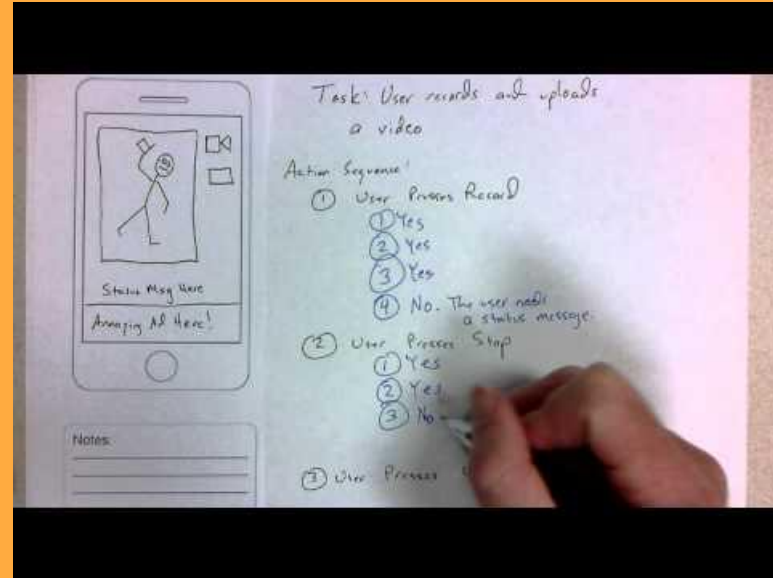 Task: User records and uploads
a video
Action Sequence:
① User Presses Record
① Yes
② Yes
③ Yes
④ No. The user needs
a status message.
② User Presses Stop
① Yes
② Yes
③ No -
③ User Presses
Status Msg Here
Annoying Ad Here!
Notes: